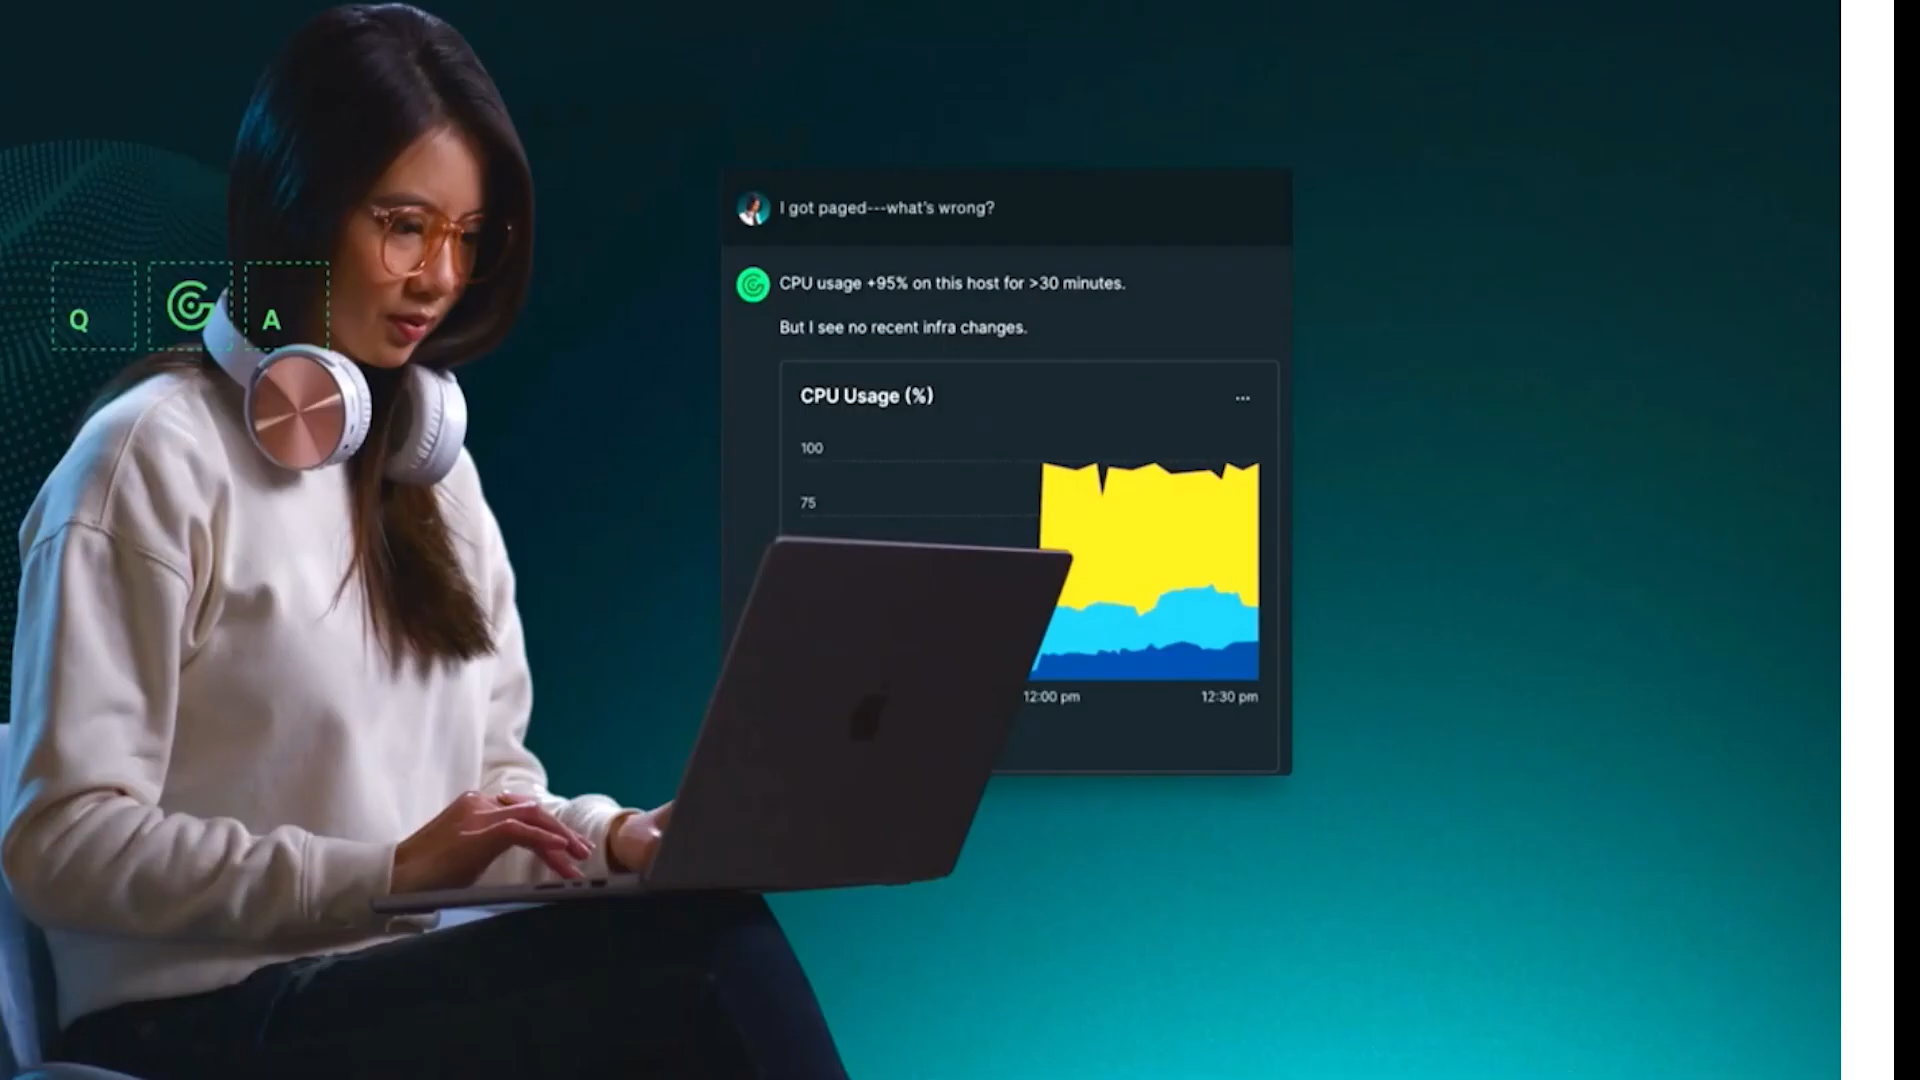 I got paged---what's wrong?
CPU usage +95% on this host for >30 minutes.
But I see no recent infra changes.
Q
A
CPU Usage (%)
...
100
75
12:00 pm
12:30 pm